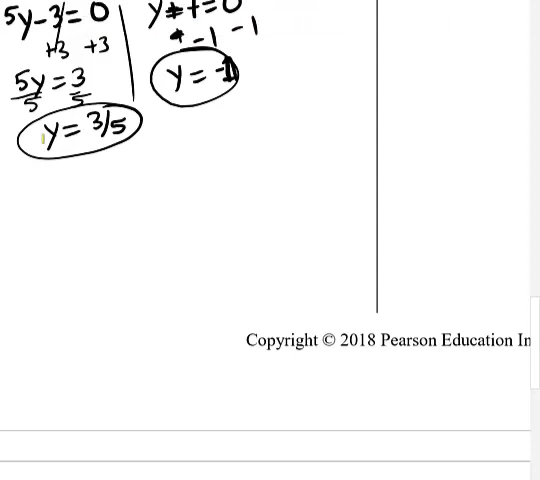 5y-3=0
+3 +3
5y=3
5 5
y=3/5
y+1=0
-1 -1
y=-1
Copyright © 2018 Pearson Education In